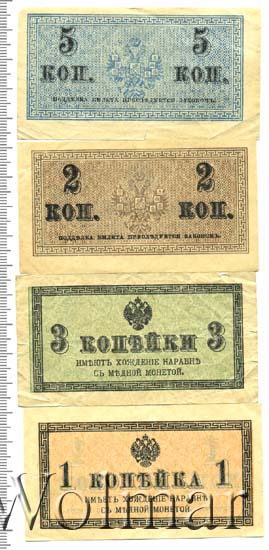 5 5
КОП. КОП.
ПОДДѢЛКА БИЛЕТА ПРЕСЛѢДУЕТСЯ ЗАКОНОМЪ.
2 2
КОП. КОП.
ПОДДѢЛКА БИЛЕТА ПРЕСЛѢДУЕТСЯ ЗАКОНОМЪ.
3 КОПѢЙКИ 3
ИМѢЮТЪ ХОЖДЕНІЕ НАРАВНѢ
СЪ МѢДНОЙ МОНЕТОЙ.
1 КОПѢЙКА 1
ИМѢЕТЪ ХОЖДЕНІЕ НАРАВНѢ
СЪ МѢДНОЙ МОНЕТОЙ.
Wolmar